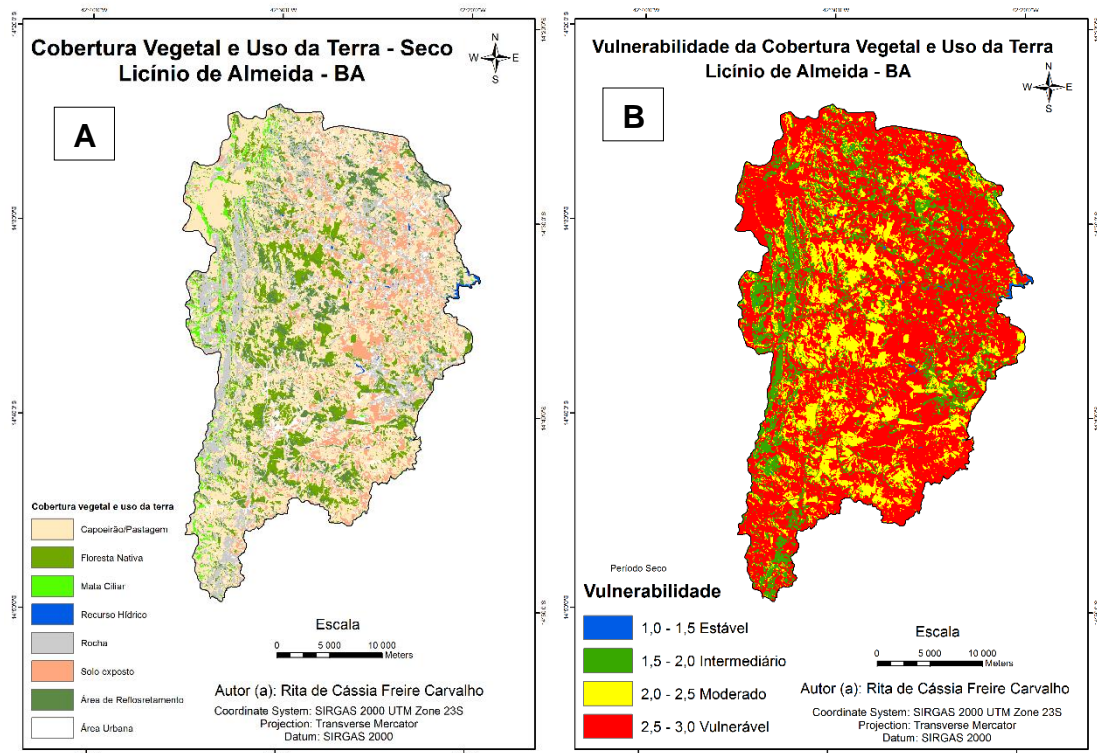 Cobertura Vegetal e Uso da Terra - Seco
Licínio de Almeida - BA
N
W
E
S
A
Cobertura vegetal e uso da terra
Capoeirão/Pastagem
Floresta Nativa
Mata Ciliar
Recurso Hídrico
Rocha
Solo exposto
Área de Reflosretamento
Área Urbana
Escala
0 5 000 10 000
Meters
Autor (a): Rita de Cássia Freire Carvalho
Coordinate System: SIRGAS 2000 UTM Zone 23S
Projection: Transverse Mercator
Datum: SIRGAS 2000
Vulnerabilidade da Cobertura Vegetal e Uso da Terra
Licínio de Almeida - BA
N
W
E
S
B
Período Seco
Vulnerabilidade
1,0 - 1,5 Estável
1,5 - 2,0 Intermediário
2,0 - 2,5 Moderado
2,5 - 3,0 Vulnerável
Escala
0 5 000 10 000
Meters
Autor (a): Rita de Cássia Freire Carvalho
Coordinate System: SIRGAS 2000 UTM Zone 23S
Projection: Transverse Mercator
Datum: SIRGAS 2000